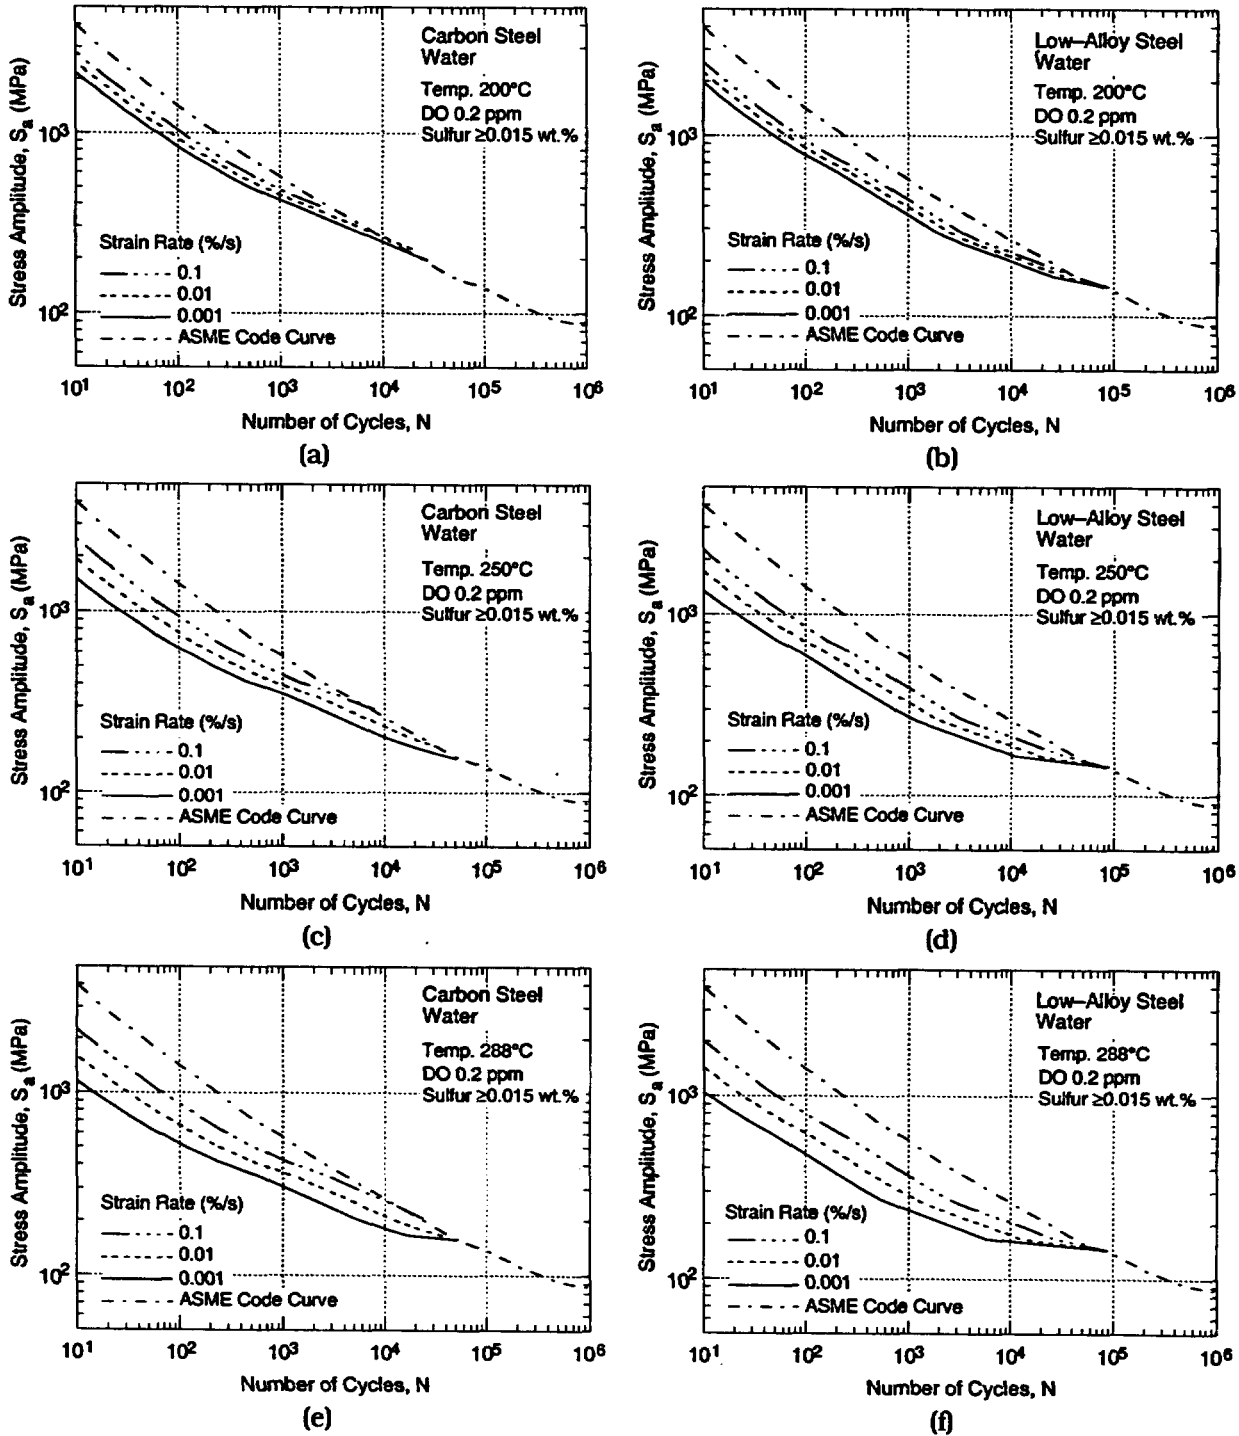 Stress Amplitude, Sₐ (MPa)
10³
10²
Carbon Steel
Water
Temp. 200°C
DO 0.2 ppm
Sulfur ≥0.015 wt.%
Strain Rate (%/s)
0.1
0.01
0.001
ASME Code Curve
10¹ 10² 10³ 10⁴ 10⁵ 10⁶
Number of Cycles, N
(a)
Stress Amplitude, Sₐ (MPa)
10³
10²
Low–Alloy Steel
Water
Temp. 200°C
DO 0.2 ppm
Sulfur ≥0.015 wt.%
Strain Rate (%/s)
0.1
0.01
0.001
ASME Code Curve
10¹ 10² 10³ 10⁴ 10⁵ 10⁶
Number of Cycles, N
(b)
Stress Amplitude, Sₐ (MPa)
10³
10²
Carbon Steel
Water
Temp. 250°C
DO 0.2 ppm
Sulfur ≥0.015 wt.%
Strain Rate (%/s)
0.1
0.01
0.001
ASME Code Curve
10¹ 10² 10³ 10⁴ 10⁵ 10⁶
Number of Cycles, N
(c)
Stress Amplitude, Sₐ (MPa)
10³
10²
Low–Alloy Steel
Water
Temp. 250°C
DO 0.2 ppm
Sulfur ≥0.015 wt.%
Strain Rate (%/s)
0.1
0.01
0.001
ASME Code Curve
10¹ 10² 10³ 10⁴ 10⁵ 10⁶
Number of Cycles, N
(d)
Stress Amplitude, Sₐ (MPa)
10³
10²
Carbon Steel
Water
Temp. 288°C
DO 0.2 ppm
Sulfur ≥0.015 wt.%
Strain Rate (%/s)
0.1
0.01
0.001
ASME Code Curve
10¹ 10² 10³ 10⁴ 10⁵ 10⁶
Number of Cycles, N
(e)
Stress Amplitude, Sₐ (MPa)
10³
10²
Low–Alloy Steel
Water
Temp. 288°C
DO 0.2 ppm
Sulfur ≥0.015 wt.%
Strain Rate (%/s)
0.1
0.01
0.001
ASME Code Curve
10¹ 10² 10³ 10⁴ 10⁵ 10⁶
Number of Cycles, N
(f)